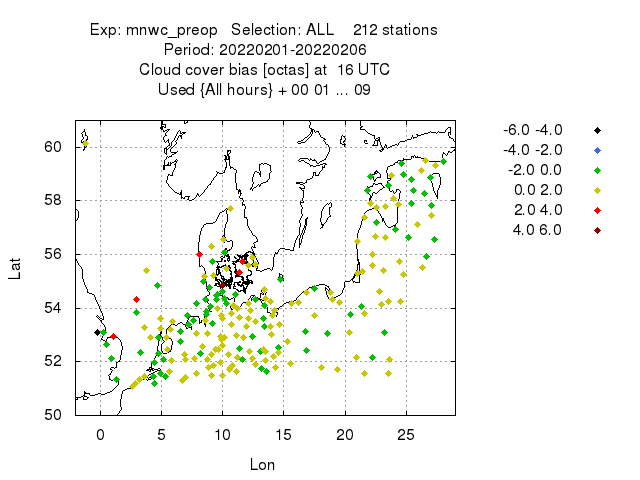 Exp: mnwc_preop Selection: ALL 212 stations
Period: 20220201-20220206
Cloud cover bias [octas] at 16 UTC
Used {All hours} + 00 01 ... 09
-6.0 -4.0
-4.0 -2.0
-2.0 0.0
0.0 2.0
2.0 4.0
4.0 6.0
Lat
60
58
56
54
52
50
0 5 10 15 20 25
Lon